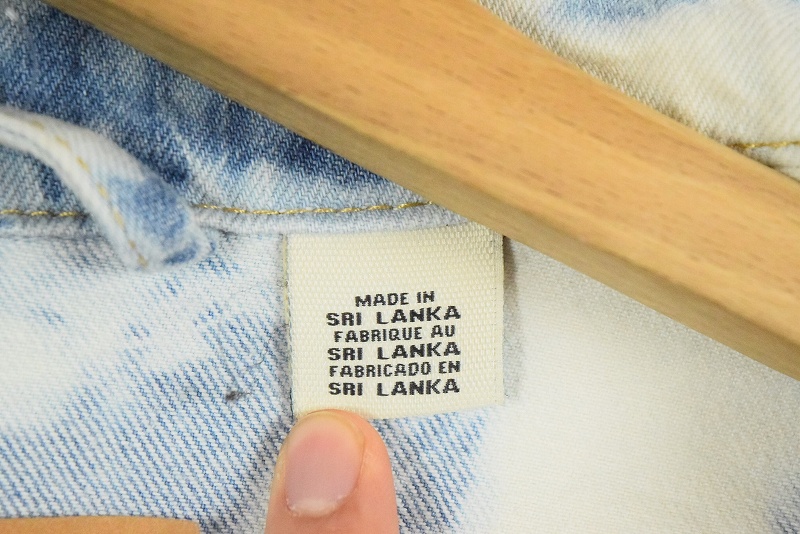 MADE IN
SRI LANKA
FABRIQUE AU
SRI LANKA
FABRICADO EN
SRI LANKA